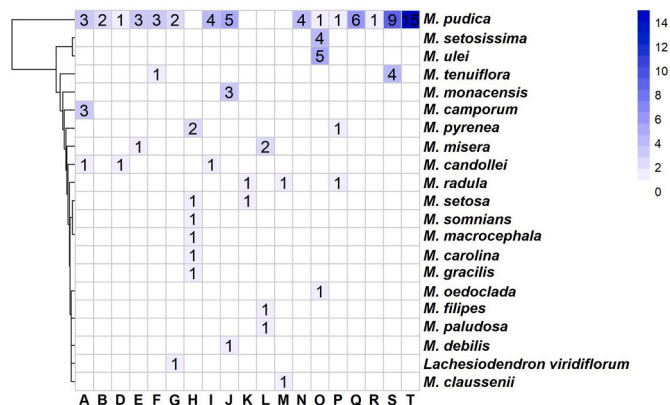 3 2 1 3 3 2 4 5 4 1 1 6 1 9 15 M. pudica
4 M. setosissima
5 M. ulei
1 4 M. tenuiflora
3 M. monacensis
3 M. camporum
2 1 M. pyrenea
1 2 M. misera
1 1 1 M. candollei
1 1 1 M. radula
1 1 M. setosa
1 M. somnians
1 M. macrocephala
1 M. carolina
1 M. gracilis
1 M. oedoclada
1 M. filipes
1 M. paludosa
1 M. debilis
1 Lachesiodendron viridiflorum
1 M. claussenii
A B D E F G H I J K L M N O P Q R S T
14
12
10
8
6
4
2
0